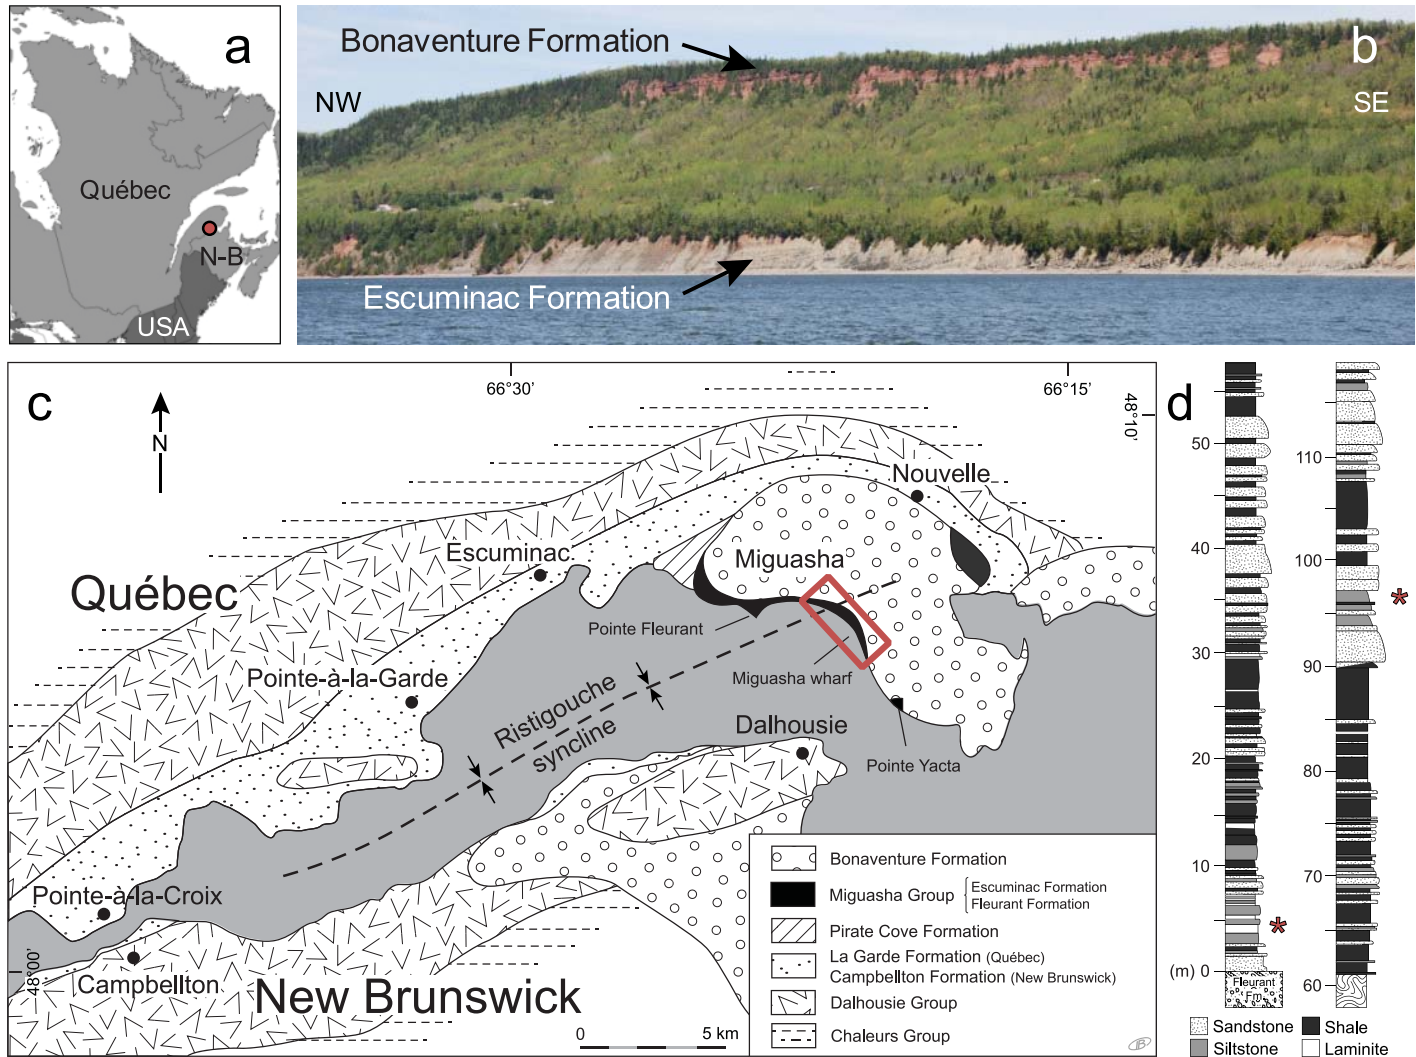 a
Québec
N-B
USA
Bonaventure Formation
b
NW
SE
Escuminac Formation
c
N
66°30’
66°15’
48°10’
Nouvelle
Escuminac
Miguasha
Québec
Pointe Fleurant
Pointe-à-la-Garde
Miguasha wharf
Ristigouche
syncline
Dalhousie
Pointe Yacta
Pointe-à-la-Croix
48°00’
Campbellton
New Brunswick
0 5 km
Bonaventure Formation
Miguasha Group
Escuminac Formation
Fleurant Formation
Pirate Cove Formation
La Garde Formation (Québec)
Campbellton Formation (New Brunswick)
Dalhousie Group
Chaleurs Group
d
50
40
30
20
10
(m) 0
Fleurant
Fm
*
110
100
90
80
70
60
*
Sandstone
Shale
Siltstone
Laminite